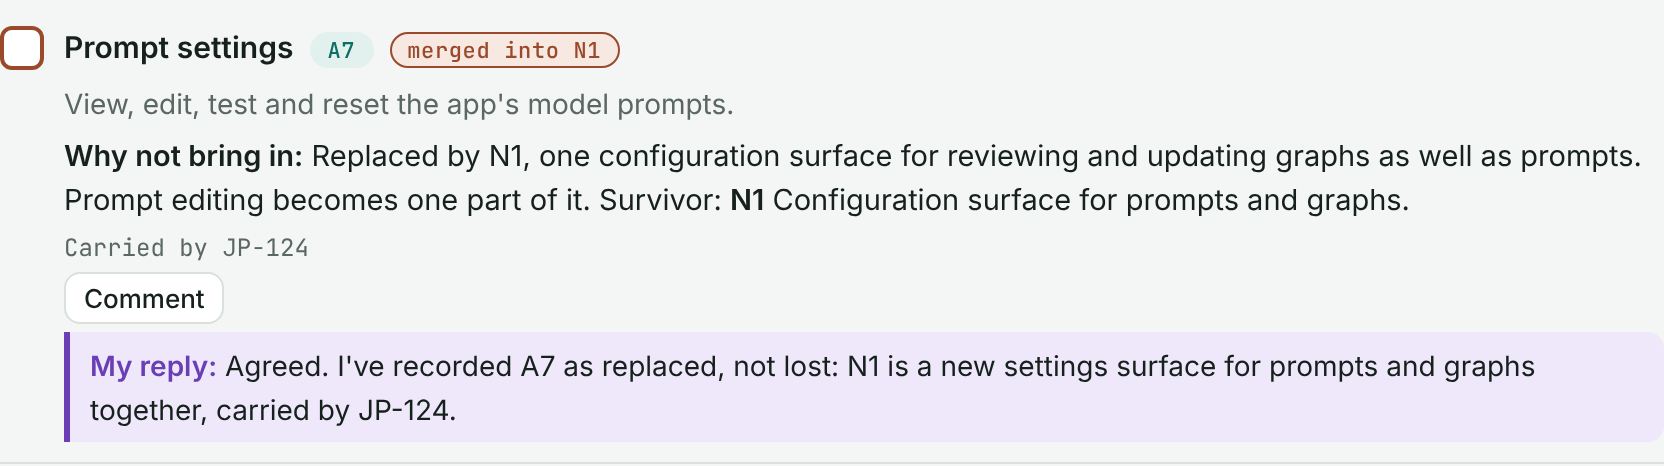 Prompt settings A7 merged into N1
View, edit, test and reset the app's model prompts.
Why not bring in: Replaced by N1, one configuration surface for reviewing and updating graphs as well as prompts.
Prompt editing becomes one part of it. Survivor: N1 Configuration surface for prompts and graphs.
Carried by JP-124
Comment
My reply: Agreed. I've recorded A7 as replaced, not lost: N1 is a new settings surface for prompts and graphs
together, carried by JP-124.